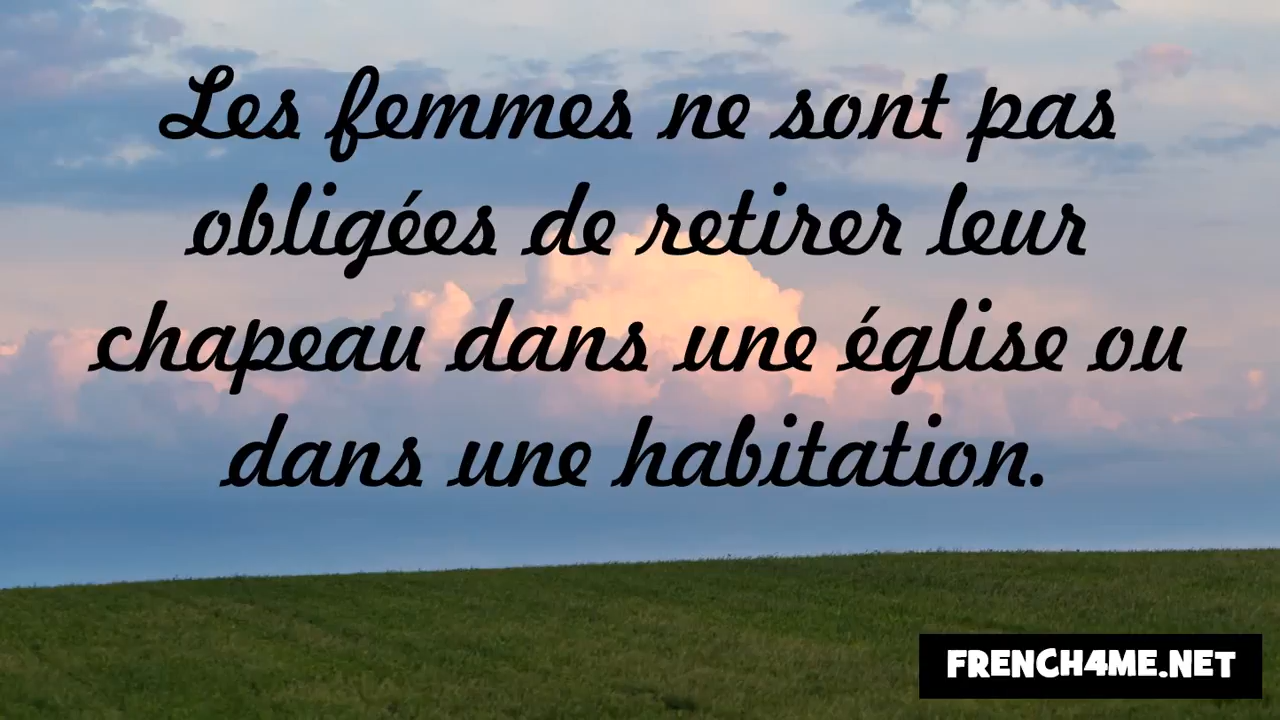 Les femmes ne sont pas
obligées de retirer leur
chapeau dans une église ou
dans une habitation.
FRENCH4ME.NET